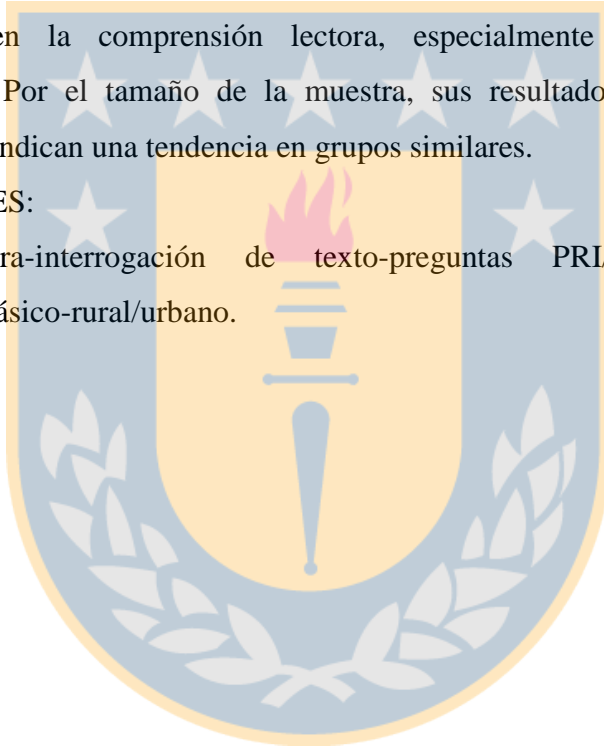 en la comprensión lectora, especialmente
Por el tamaño de la muestra, sus resultado
ndican una tendencia en grupos similares.
ES:
ra-interrogación de texto-preguntas PRI
ásico-rural/urbano.